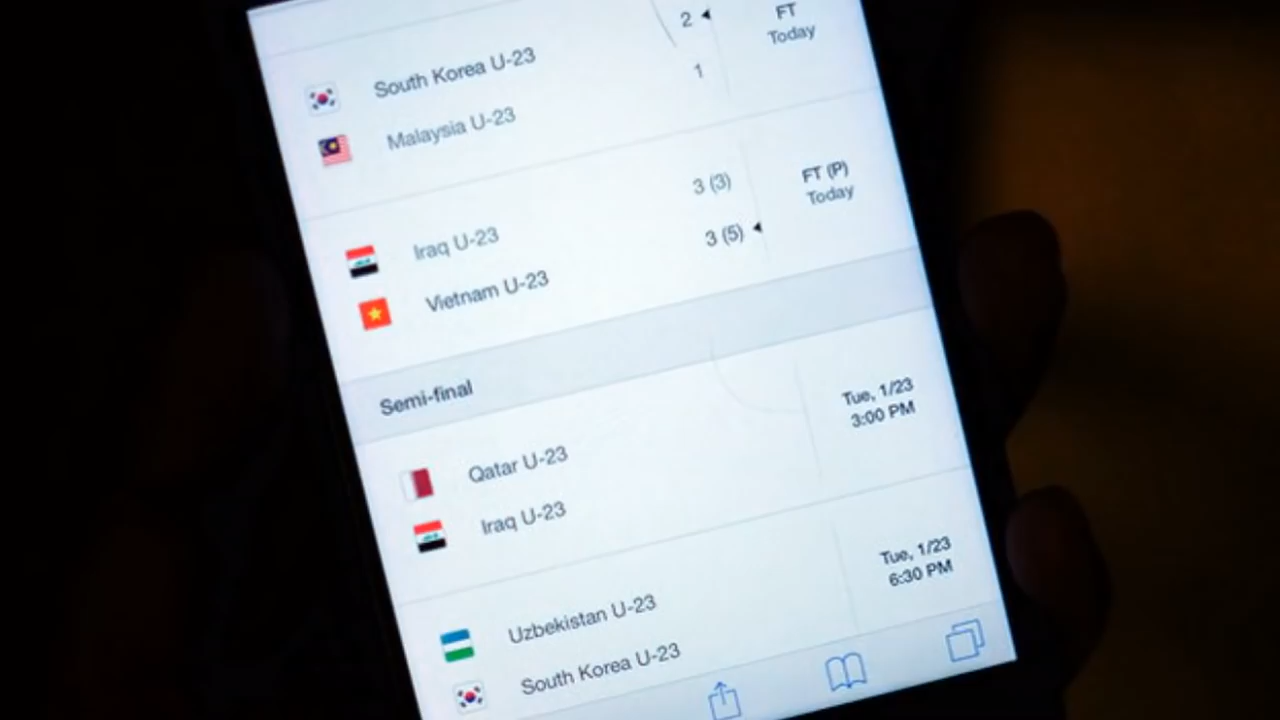 South Korea U-23 2 FT
Malaysia U-23 1 Today
Iraq U-23 3 (3) FT (P)
Vietnam U-23 3 (5) Today
Semi-final
Qatar U-23 Tue, 1/23
Iraq U-23 3:00 PM
Uzbekistan U-23 Tue, 1/23
South Korea U-23 6:30 PM